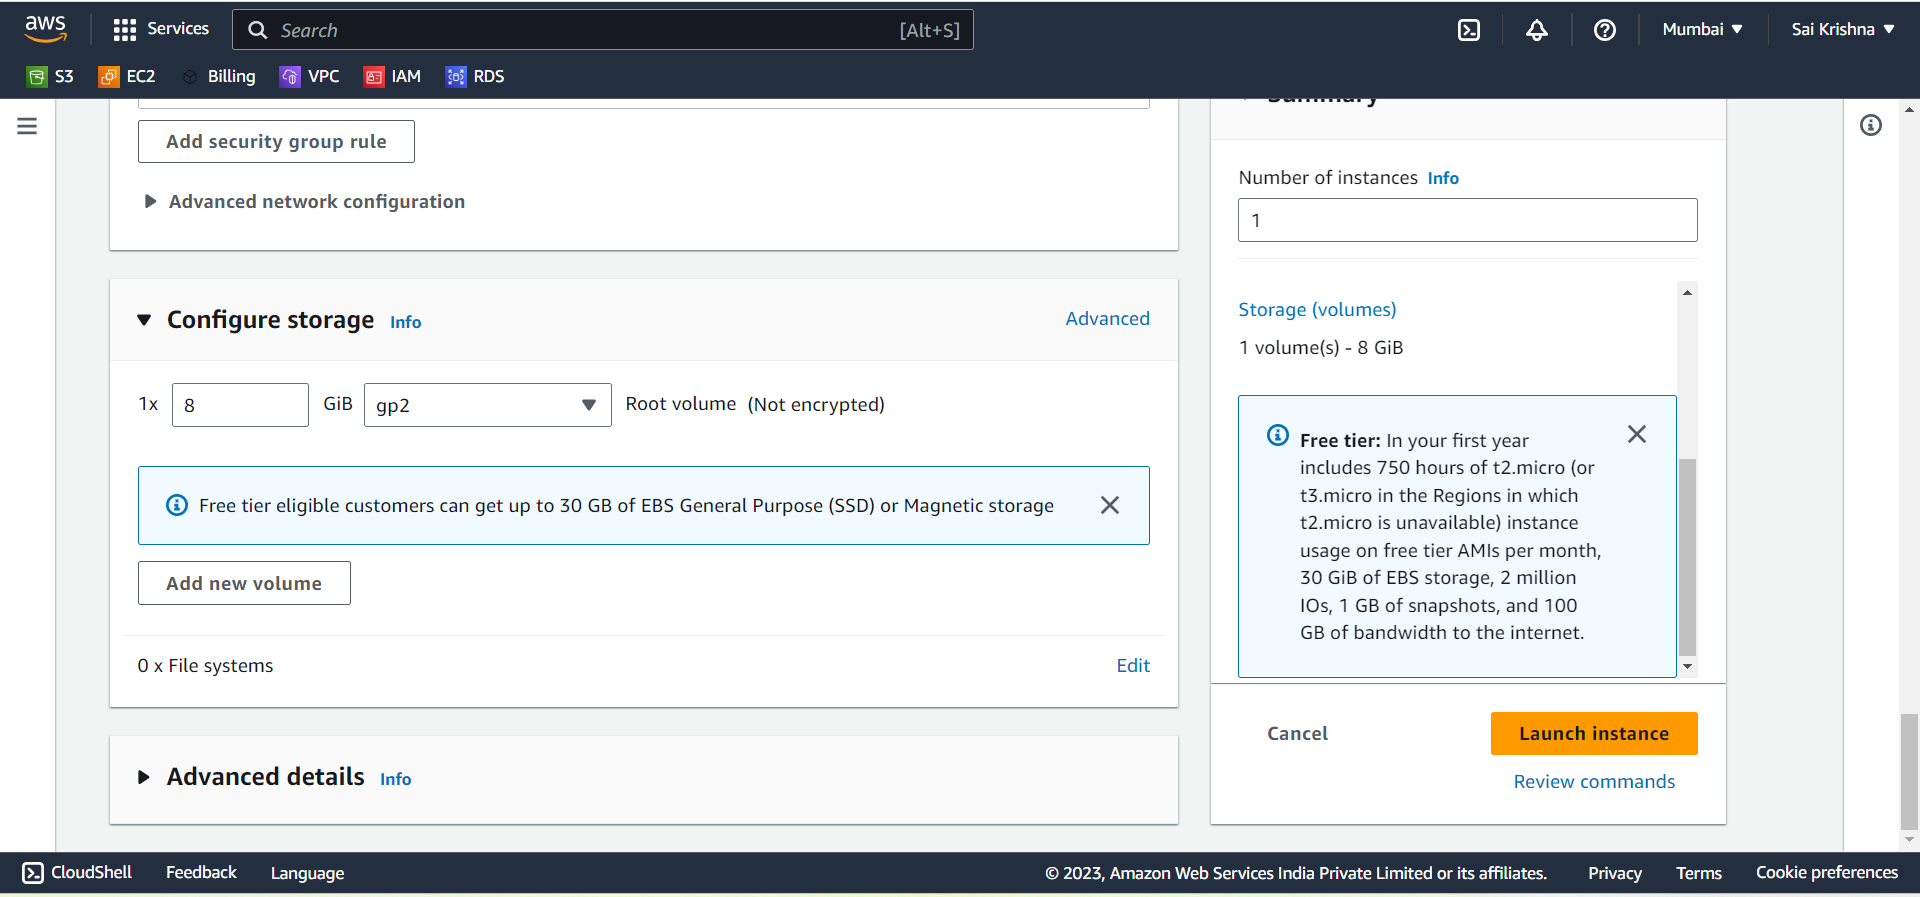 aws
Services
Search
[Alt+S]
Mumbai
Sai Krishna
S3
EC2
Billing
VPC
IAM
RDS
Add security group rule
Advanced network configuration
Configure storage Info
Advanced
1x 8 GiB gp2 Root volume (Not encrypted)
Free tier eligible customers can get up to 30 GB of EBS General Purpose (SSD) or Magnetic storage
Add new volume
0 x File systems
Edit
Advanced details Info
Summary
Number of instances Info
1
Storage (volumes)
1 volume(s) - 8 GiB
Free tier: In your first year
includes 750 hours of t2.micro (or
t3.micro in the Regions in which
t2.micro is unavailable) instance
usage on free tier AMIs per month,
30 GiB of EBS storage, 2 million
IOs, 1 GB of snapshots, and 100
GB of bandwidth to the internet.
Cancel
Launch instance
Review commands
CloudShell
Feedback
Language
© 2023, Amazon Web Services India Private Limited or its affiliates.
Privacy
Terms
Cookie preferences